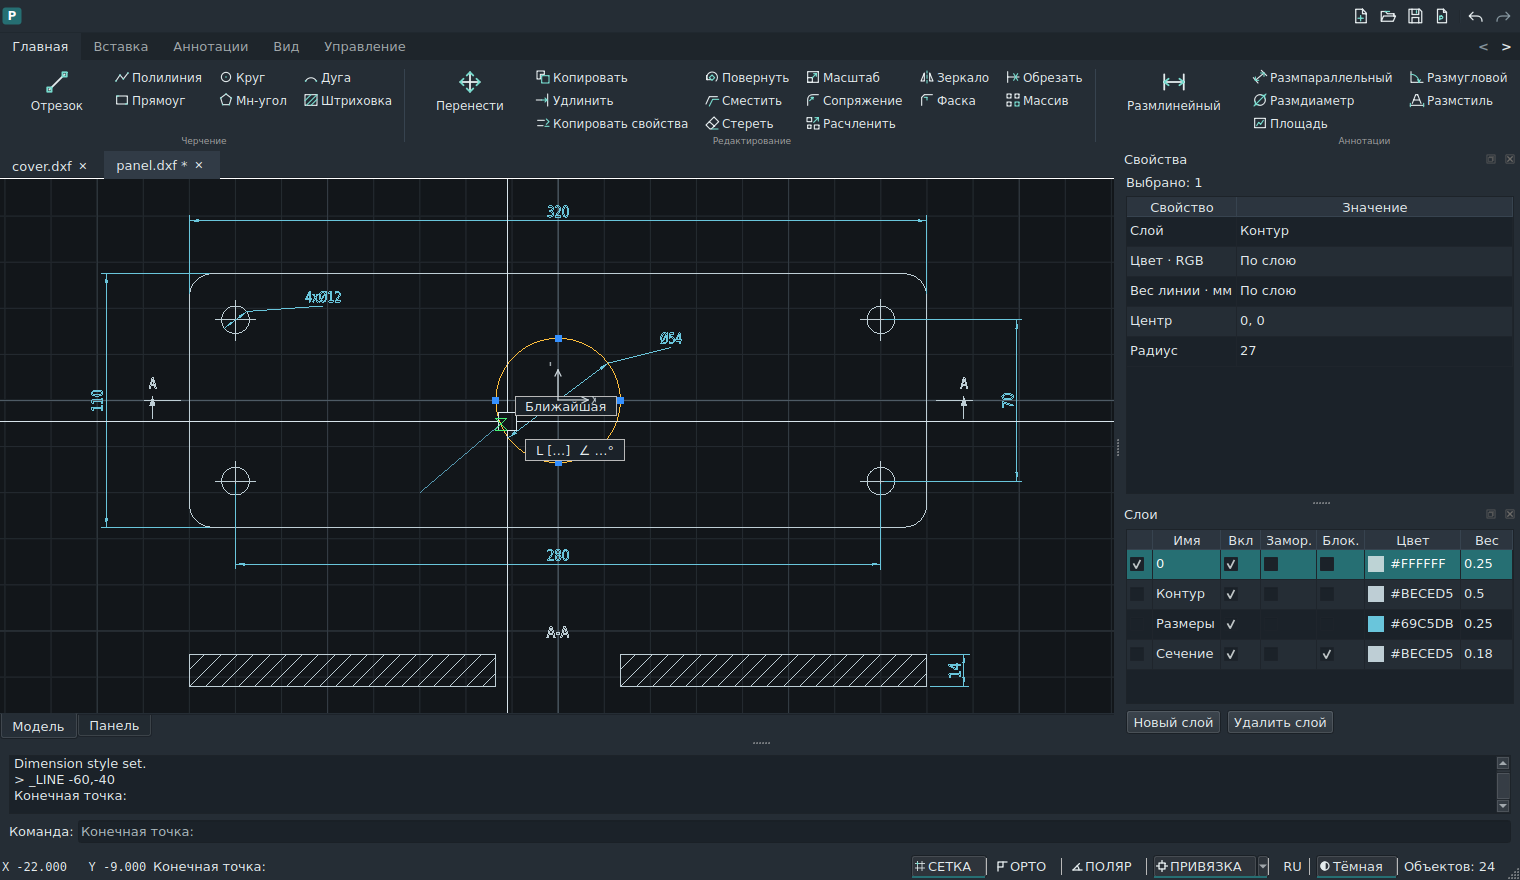 P
Главная Вставка Аннотации Вид Управление < >
Отрезок Полилиния Круг Дуга
Прямоуг Мн-угол Штриховка
Черчение
Перенести Копировать Повернуть Масштаб Зеркало Обрезать
Удлинить Сместить Сопряжение Фаска Массив
Копировать свойства Стереть Расчленить
Редактирование
Размлинейный Размпараллельный Размугловой
Размдиаметр Размстиль
Площадь
Аннотации
cover.dxf × panel.dxf * ×
320
4xØ12
Ø54
110
A
A
70
X
Ближайшая
L [...] ∠ ...°
280
A-A
14
Модель Панель
Свойства
Выбрано: 1
Свойство Значение
Слой Контур
Цвет · RGB По слою
Вес линии · мм По слою
Центр 0, 0
Радиус 27
Слои
Имя Вкл Замор. Блок. Цвет Вес
0 #FFFFFF 0.25
Контур #BECED5 0.5
Размеры #69C5DB 0.25
Сечение #BECED5 0.18
Новый слой Удалить слой
Dimension style set.
> _LINE -60,-40
Конечная точка:
Команда: Конечная точка:
X -22.000 Y -9.000 Конечная точка: СЕТКА ОРТО ПОЛЯР ПРИВЯЗКА RU Тёмная Объектов: 24